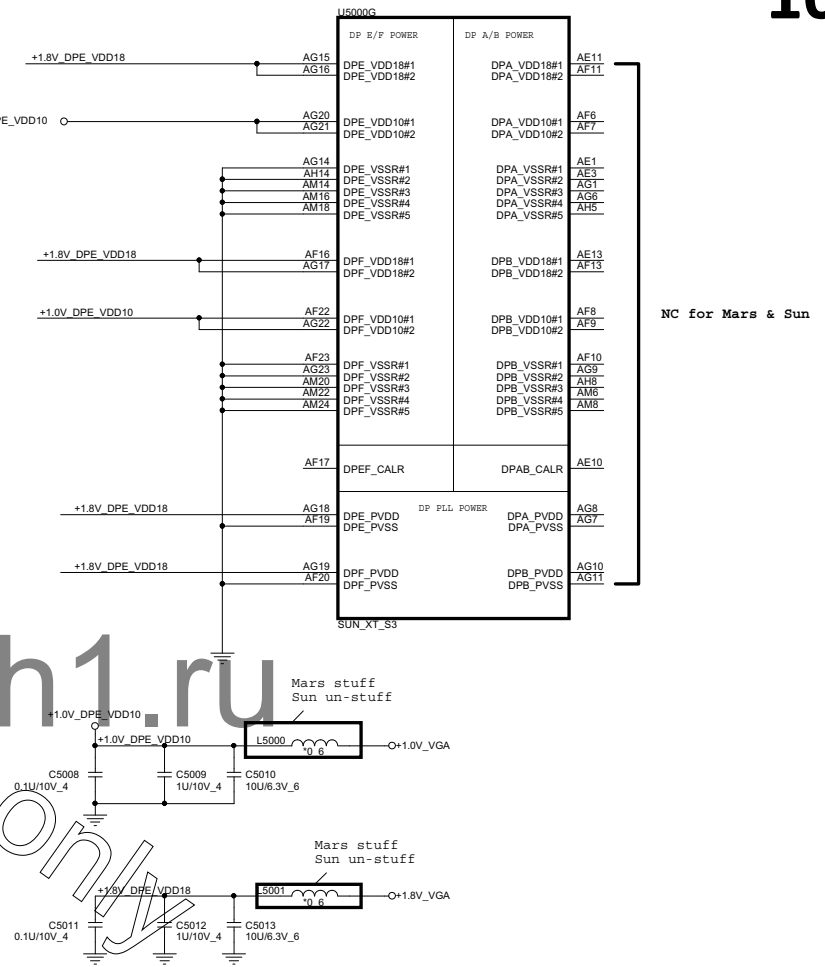 U5000G
DP E/F POWER DP A/B POWER
+1.8V_DPE_VDD18 AG15 DPE_VDD18#1 DPA_VDD18#1 AE11
AG16 DPE_VDD18#2 DPA_VDD18#2 AF11
PE_VDD10 AG20 DPE_VDD10#1 DPA_VDD10#1 AF6
AG21 DPE_VDD10#2 DPA_VDD10#2 AF7
AG14 DPE_VSSR#1 DPA_VSSR#1 AE1
AH14 DPE_VSSR#2 DPA_VSSR#2 AE3
AM14 DPE_VSSR#3 DPA_VSSR#3 AG1
AM16 DPE_VSSR#4 DPA_VSSR#4 AG6
AM18 DPE_VSSR#5 DPA_VSSR#5 AH5
+1.8V_DPE_VDD18 AF16 DPF_VDD18#1 DPB_VDD18#1 AE13
AG17 DPF_VDD18#2 DPB_VDD18#2 AF13
+1.0V_DPE_VDD10 AF22 DPF_VDD10#1 DPB_VDD10#1 AF8
AG22 DPF_VDD10#2 DPB_VDD10#2 AF9
NC for Mars & Sun
AF23 DPF_VSSR#1 DPB_VSSR#1 AF10
AG23 DPF_VSSR#2 DPB_VSSR#2 AG9
AM20 DPF_VSSR#3 DPB_VSSR#3 AH8
AM22 DPF_VSSR#4 DPB_VSSR#4 AM6
AM24 DPF_VSSR#5 DPB_VSSR#5 AM8
AF17 DPEF_CALR DPAB_CALR AE10
DP PLL POWER
+1.8V_DPE_VDD18 AG18 DPE_PVDD DPA_PVDD AG8
AF19 DPE_PVSS DPA_PVSS AG7
+1.8V_DPE_VDD18 AG19 DPF_PVDD DPB_PVDD AG10
AF20 DPF_PVSS DPB_PVSS AG11
SUN_XT_S3
h1.ru
Mars stuff
Sun un-stuff
+1.0V_DPE_VDD10
+1.0V_DPE_VDD10 L5000 *0_6 +1.0V_VGA
C5008 C5009 C5010
0.1U/10V_4 1U/10V_4 10U/6.3V_6
only
Mars stuff
Sun un-stuff
+1.8V_DPE_VDD18 L5001 *0_6 +1.8V_VGA
C5011 C5012 C5013
0.1U/10V_4 1U/10V_4 10U/6.3V_6